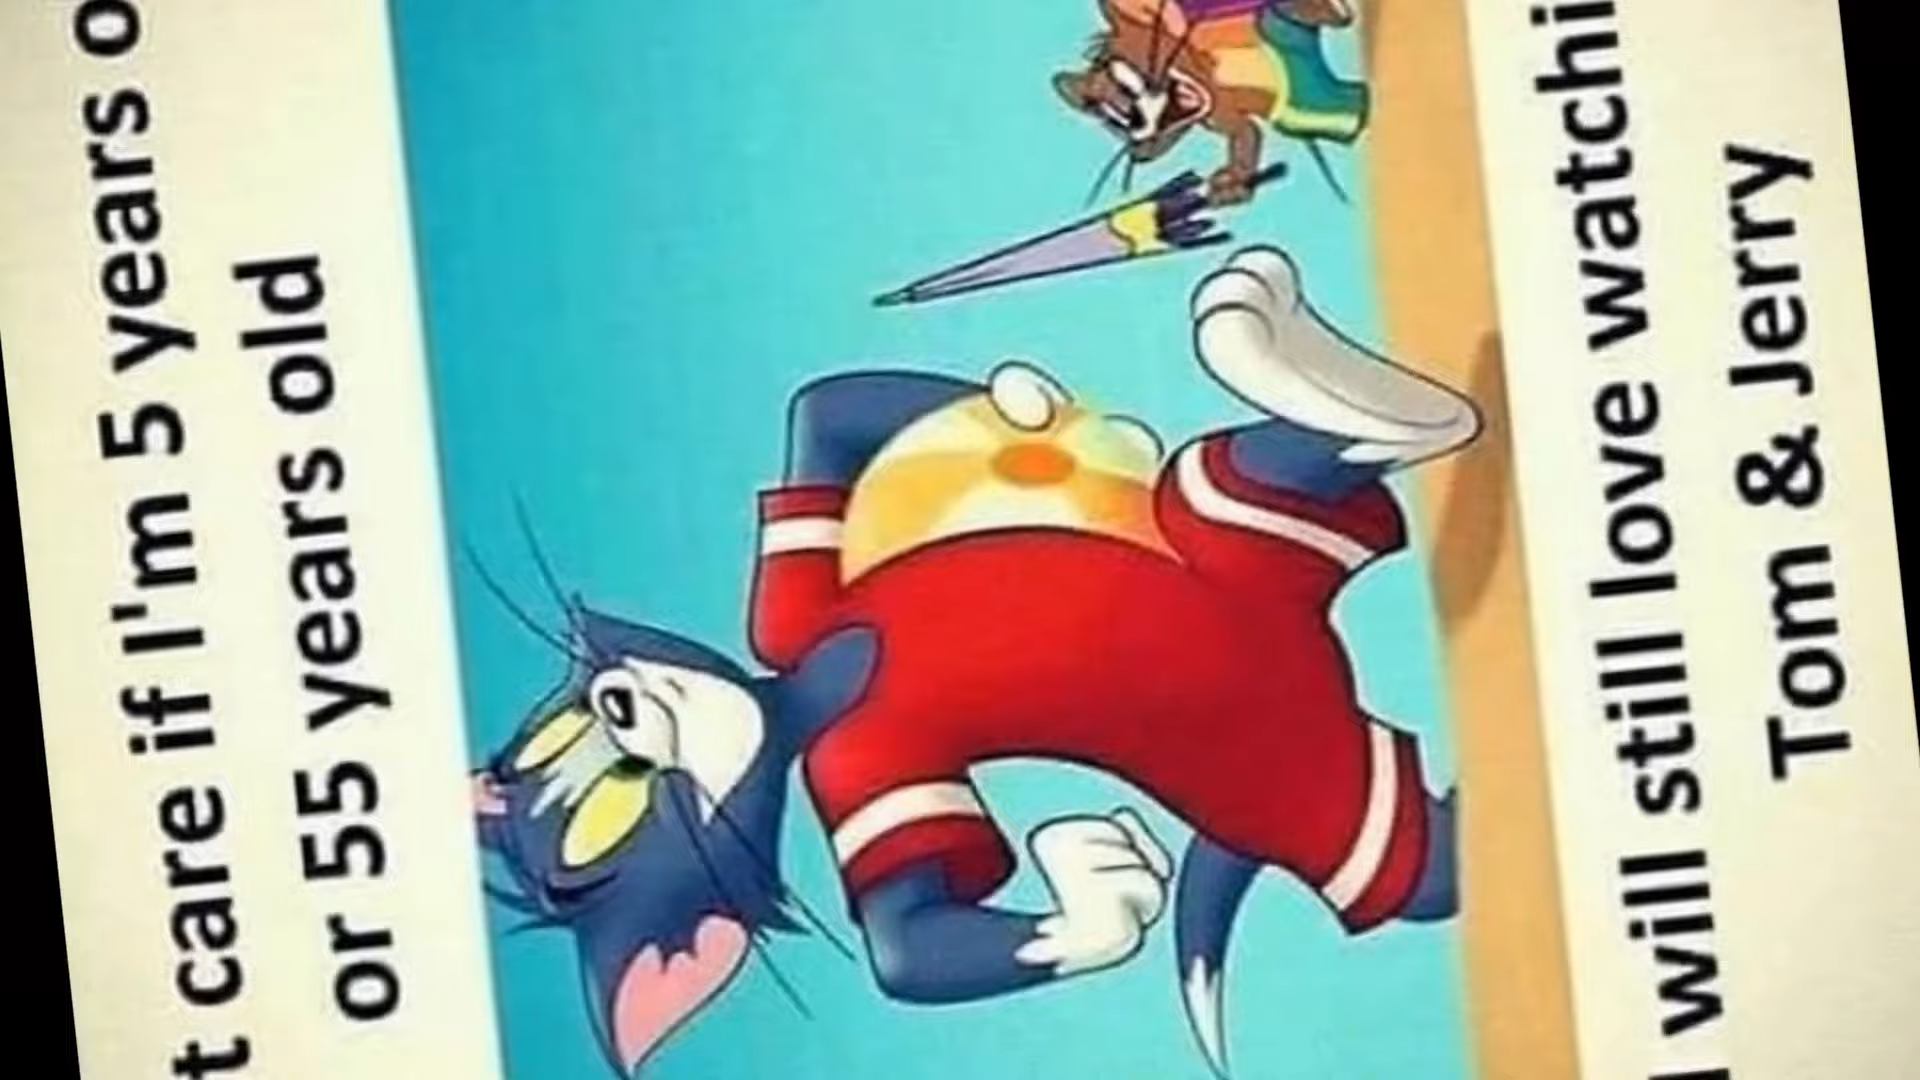 t care if I'm 5 years o
or 55 years old
I will still love watchi
Tom & Jerry